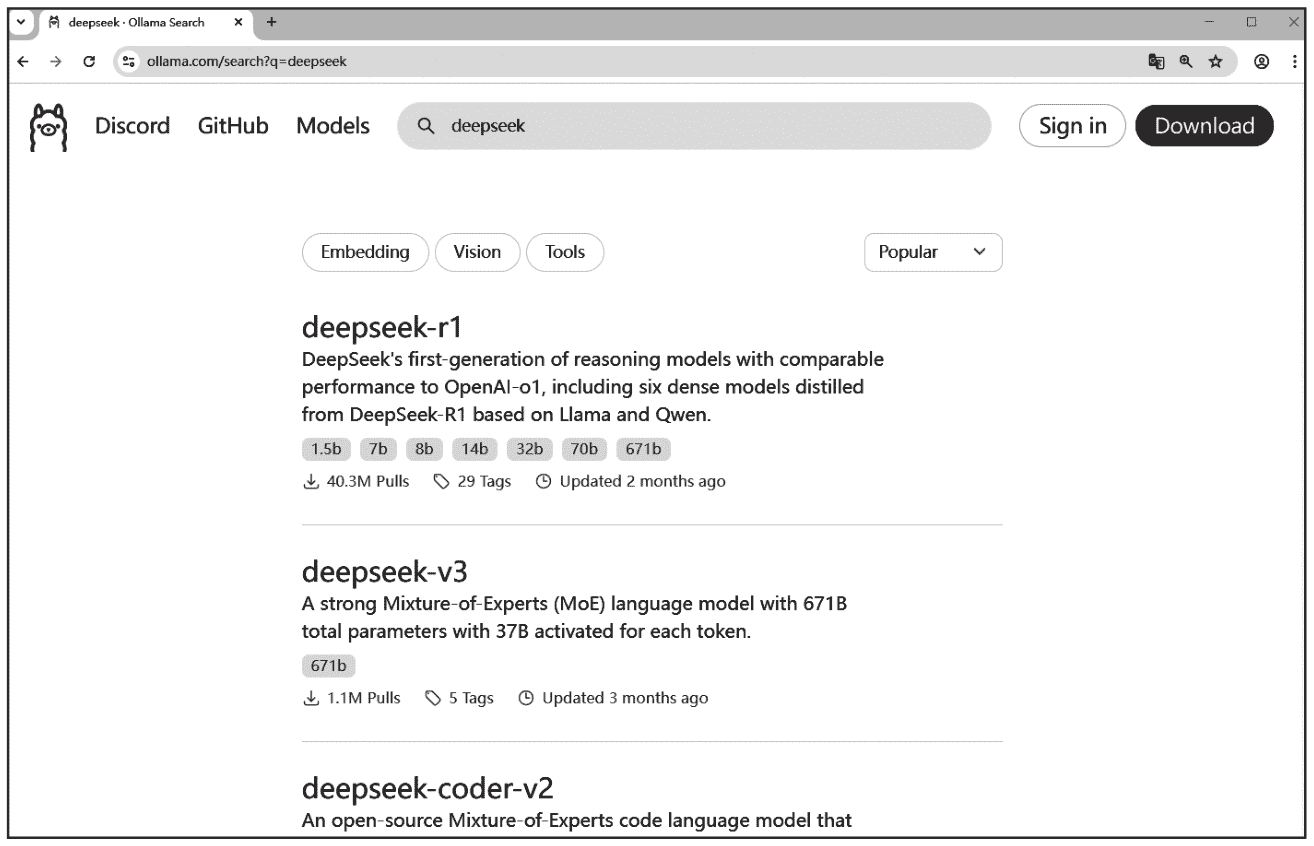 deepseek · Ollama Search
ollama.com/search?q=deepseek
Discord GitHub Models deepseek Sign in Download
Embedding Vision Tools Popular
deepseek-r1
DeepSeek's first-generation of reasoning models with comparable
performance to OpenAI-o1, including six dense models distilled
from DeepSeek-R1 based on Llama and Qwen.
1.5b 7b 8b 14b 32b 70b 671b
40.3M Pulls 29 Tags Updated 2 months ago
deepseek-v3
A strong Mixture-of-Experts (MoE) language model with 671B
total parameters with 37B activated for each token.
671b
1.1M Pulls 5 Tags Updated 3 months ago
deepseek-coder-v2
An open-source Mixture-of-Experts code language model that